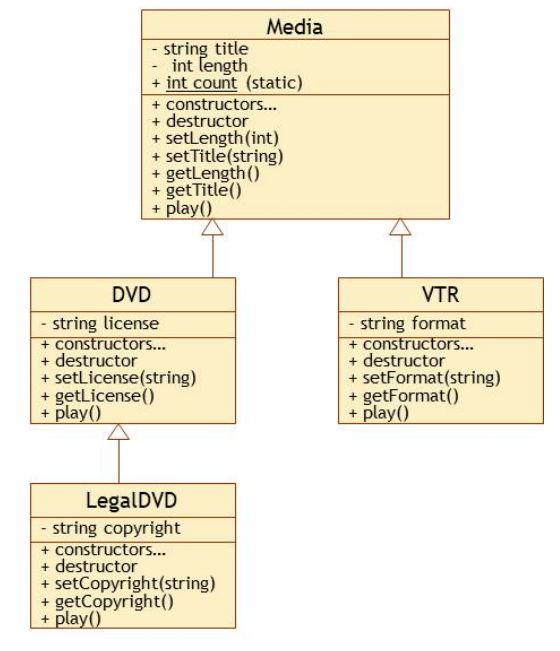 Media
- string title
- int length
+ int count (static)
+ constructors...
+ destructor
+ setLength(int)
+ setTitle(string)
+ getLength()
+ getTitle()
+ play()
DVD
- string license
+ constructors...
+ destructor
+ setLicense(string)
+ getLicense()
+ play()
VTR
- string format
+ constructors...
+ destructor
+ setFormat(string)
+ getFormat()
+ play()
LegalDVD
- string copyright
+ constructors...
+ destructor
+ setCopyright(string)
+ getCopyright()
+ play()